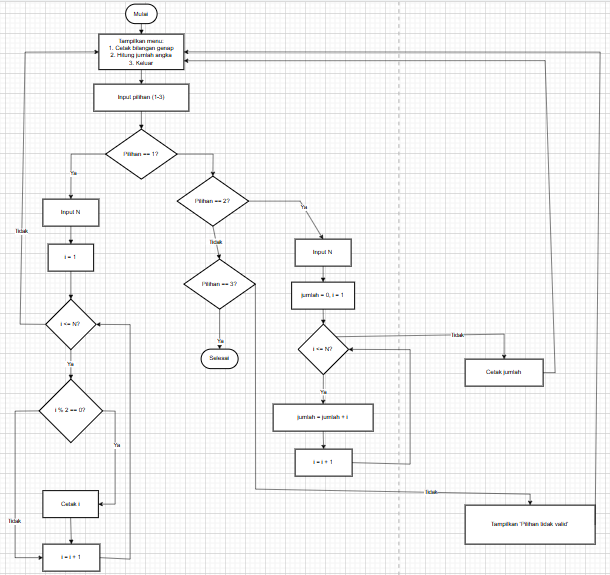 Mulai
Tampilkan menu:
1. Cetak bilangan genap
2. Hitung jumlah angka
3. Keluar
Input pilihan (1-3)
Pilihan == 1?
Ya
Pilihan == 2?
Ya
Input N
Tidak
Tidak
i = 1
Input N
Pilihan == 3?
jumlah = 0, i = 1
i <= N?
Ya
Selesai
i <= N?
Tidak
Ya
Cetak jumlah
Ya
i % 2 == 0?
jumlah = jumlah + i
Ya
i = i + 1
Tidak
Cetak i
Tidak
Tampilkan 'Pilihan tidak valid'
i = i + 1